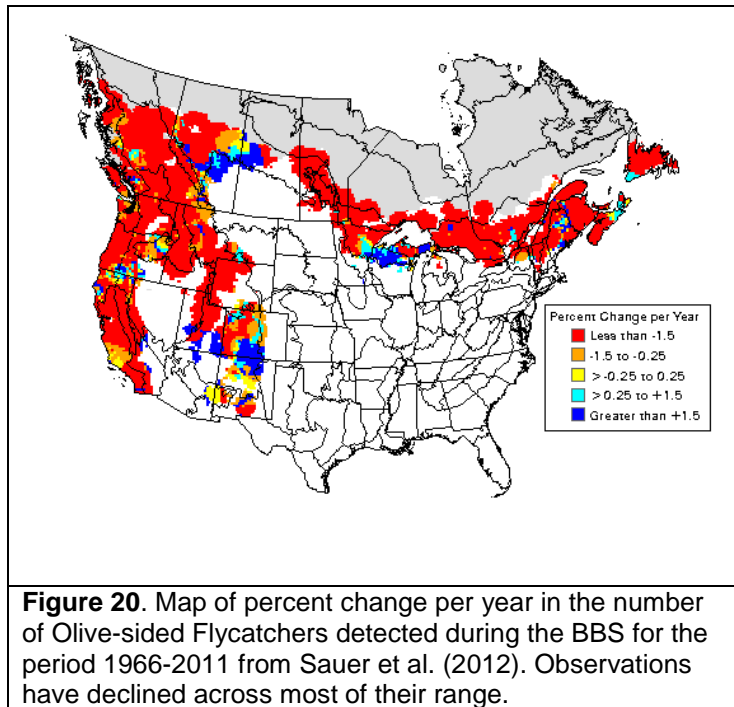 Percent Change per Year
Less than -1.5
-1.5 to -0.25
>-0.25 to 0.25
> 0.25 to +1.5
Greater than +1.5
Figure 20. Map of percent change per year in the number
of Olive-sided Flycatchers detected during the BBS for the
period 1966-2011 from Sauer et al. (2012). Observations
have declined across most of their range.